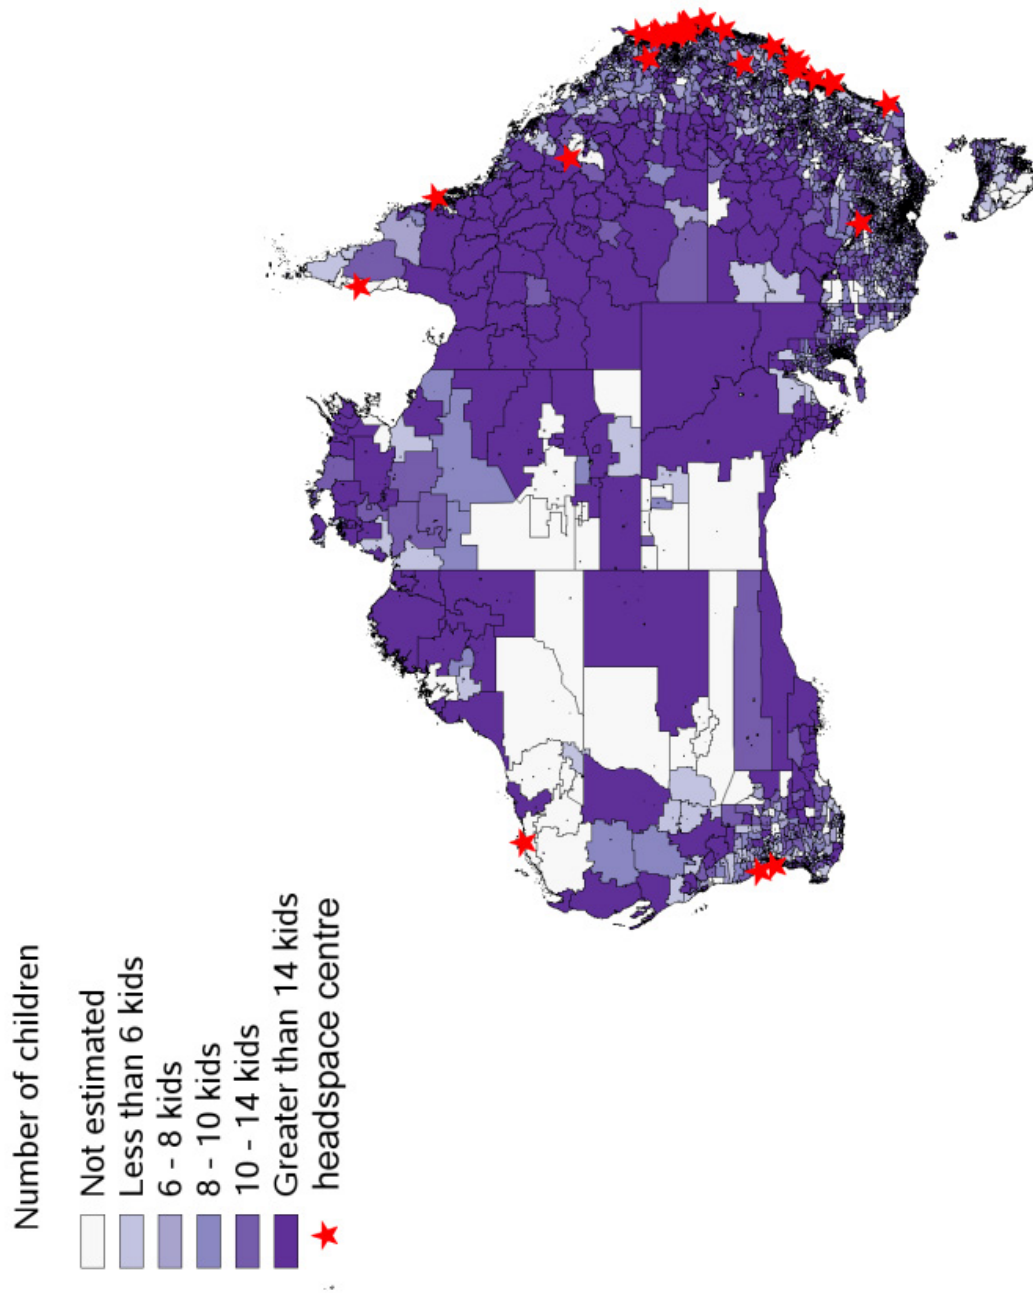 Number of children
Not estimated
Less than 6 kids
6 - 8 kids
8 - 10 kids
10 - 14 kids
Greater than 14 kids
headspace centre